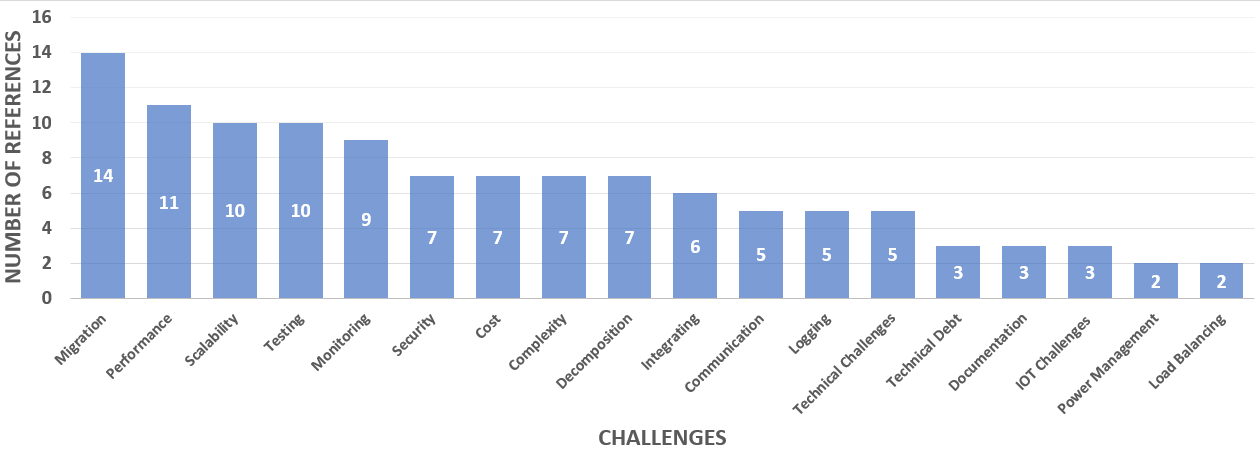 NUMBER OF REFERENCES
16
14
12
10
8
6
4
2
0
14
11
10
10
9
7
7
7
7
6
5
5
5
3
3
3
2
2
Migration
Performance
Scalability
Testing
Monitoring
Security
Cost
Complexity
Decomposition
Integrating
Communication
Logging
Technical Challenges
Technical Debt
Documentation
IOT Challenges
Power Management
Load Balancing
CHALLENGES